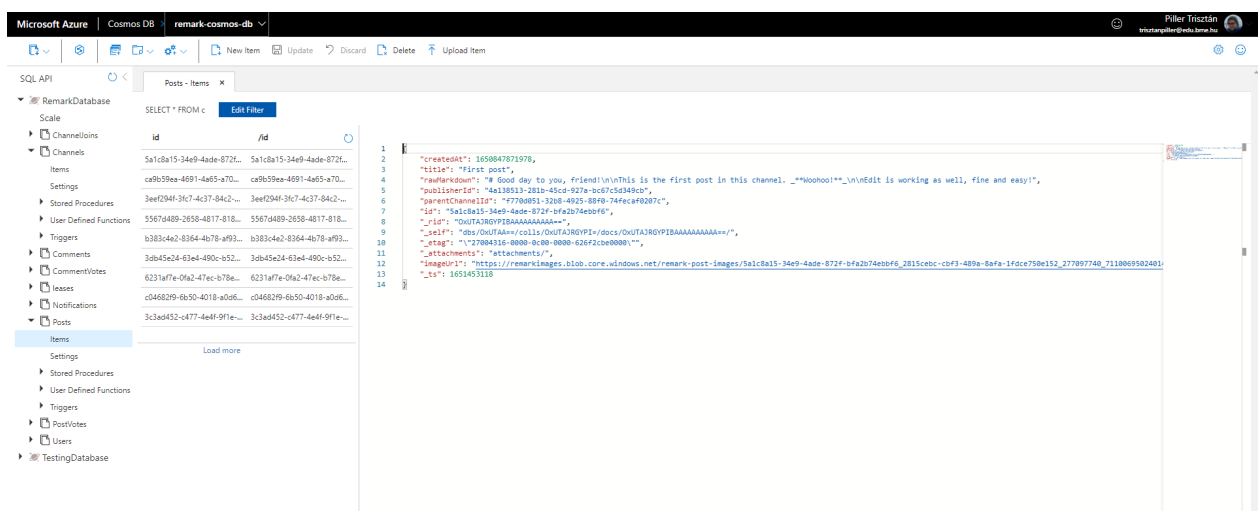 Microsoft Azure Cosmos DB > remark-cosmos-db
Piller Trisztán
trisztanpiller@edu.bme.hu
New Item Update Discard Delete Upload Item
SQL API
Posts - Items
RemarkDatabase
Scale
ChannelJoins
Channels
Items
Settings
Stored Procedures
User Defined Functions
Triggers
Comments
CommentVotes
leases
Notifications
Posts
Items
Settings
Stored Procedures
User Defined Functions
Triggers
PostVotes
Users
TestingDatabase
SELECT * FROM c Edit Filter
id /id
5a1c8a15-34e9-4ade-872f... 5a1c8a15-34e9-4ade-872f...
ca9b59ea-4691-4a65-a70... ca9b59ea-4691-4a65-a70...
3eef294f-3fc7-4c37-84c2-... 3eef294f-3fc7-4c37-84c2-...
5567d489-2658-4817-818... 5567d489-2658-4817-818...
b383c4e2-8364-4b78-af93... b383c4e2-8364-4b78-af93...
3db45e24-63e4-490c-b52... 3db45e24-63e4-490c-b52...
6231af7e-0fa2-47ec-b78e... 6231af7e-0fa2-47ec-b78e...
c04682f9-6b50-4018-a0d6... c04682f9-6b50-4018-a0d6...
3c3ad452-c477-4e4f-9f1e-... 3c3ad452-c477-4e4f-9f1e-...
Load more
1 {
2 "createdAt": 1650847871978,
3 "title": "First post",
4 "rawMarkdown": "# Good day to you, friend!\n\nThis is the first post in this channel. _**Woohoo!**_\n\nEdit is working as well, fine and easy!",
5 "publisherId": "4a138513-281b-45cd-927a-bc67c5d349cb",
6 "parentChannelId": "f770d051-32b8-4925-88f0-74fecaf0207c",
7 "id": "5a1c8a15-34e9-4ade-872f-bfa2b74ebbf6",
8 "_rid": "OxUTAJRGYPIBAAAAAAAAAA==",
9 "_self": "dbs/OxUTAA==/colls/OxUTAJRGYPI=/docs/OxUTAJRGYPIBAAAAAAAAAA==/",
10 "_etag": "\"27004316-0000-0c00-0000-626f2cbe0000\"",
11 "_attachments": "attachments/",
12 "imageUrl": "https://remarkimages.blob.core.windows.net/remark-post-images/5a1c8a15-34e9-4ade-872f-bfa2b74ebbf6_2815cebc-cbf3-489a-8afa-1fdce750e152_277097740_7110069502401
13 "_ts": 1651453118
14 }